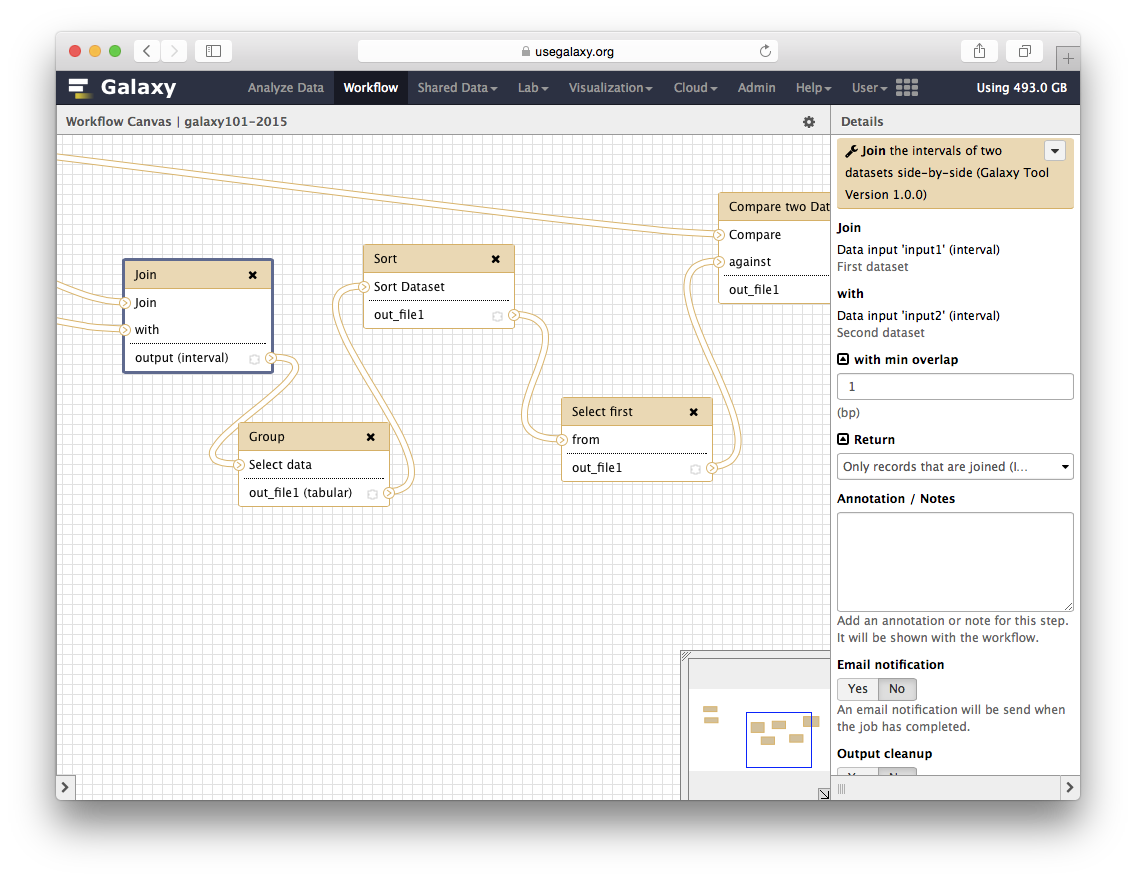 usegalaxy.org
Galaxy
Analyze Data Workflow Shared Data Lab Visualization Cloud Admin Help User Using 493.0 GB
Workflow Canvas | galaxy101-2015
Join
Join
with
output (interval)
Group
Select data
out_file1 (tabular)
Sort
Sort Dataset
out_file1
Select first
from
out_file1
Compare two Dat
Compare
against
out_file1
Details
Join the intervals of two
datasets side-by-side (Galaxy Tool
Version 1.0.0)
Join
Data input 'input1' (interval)
First dataset
with
Data input 'input2' (interval)
Second dataset
with min overlap
1
(bp)
Return
Only records that are joined (I...
Annotation / Notes
Add an annotation or note for this step.
It will be shown with the workflow.
Email notification
Yes No
An email notification will be send when
the job has completed.
Output cleanup